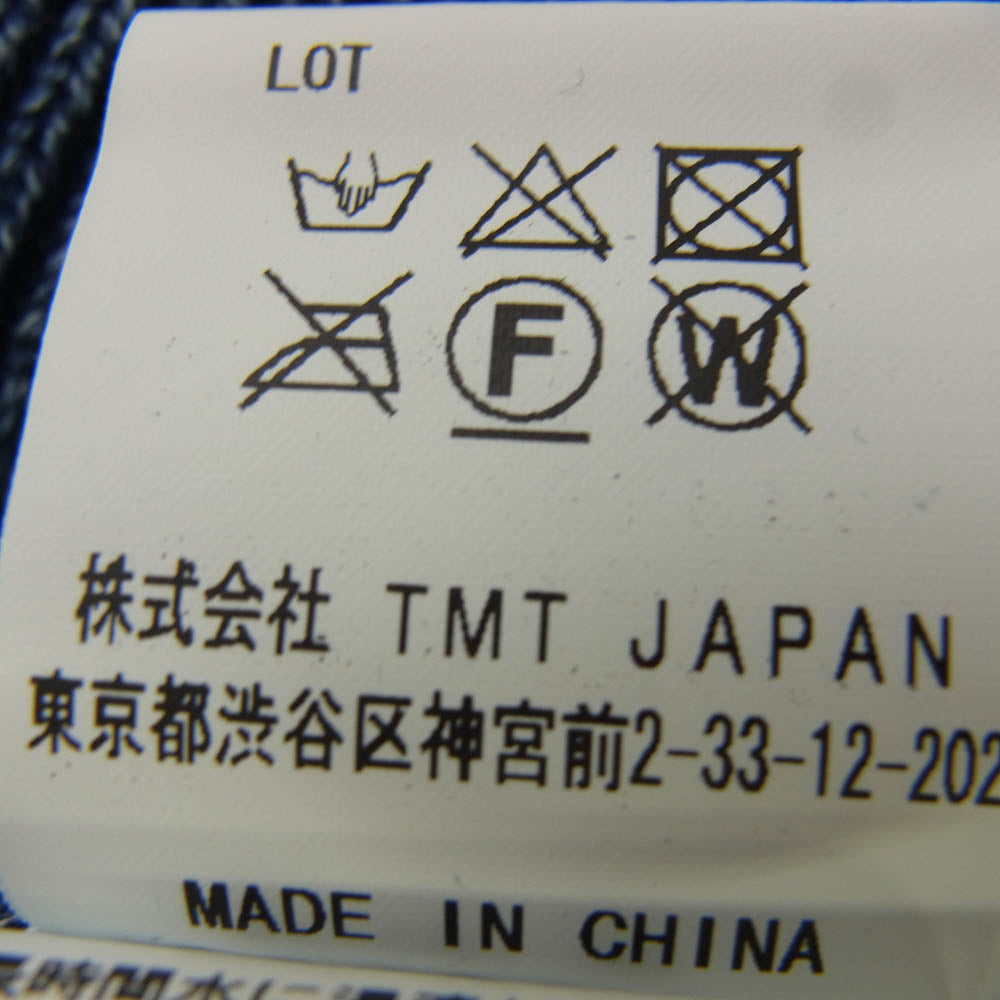 LOT
F W
株式会社 TMT JAPAN
東京都渋谷区神宮前2-33-12-202
MADE IN CHINA